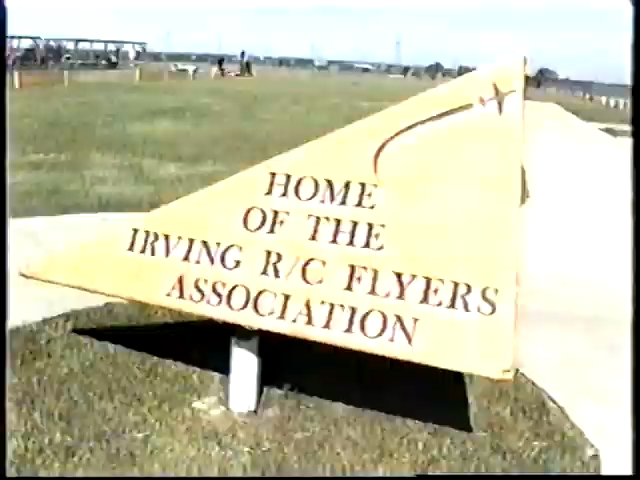 HOME
OF THE
IRVING R/C FLYERS
ASSOCIATION